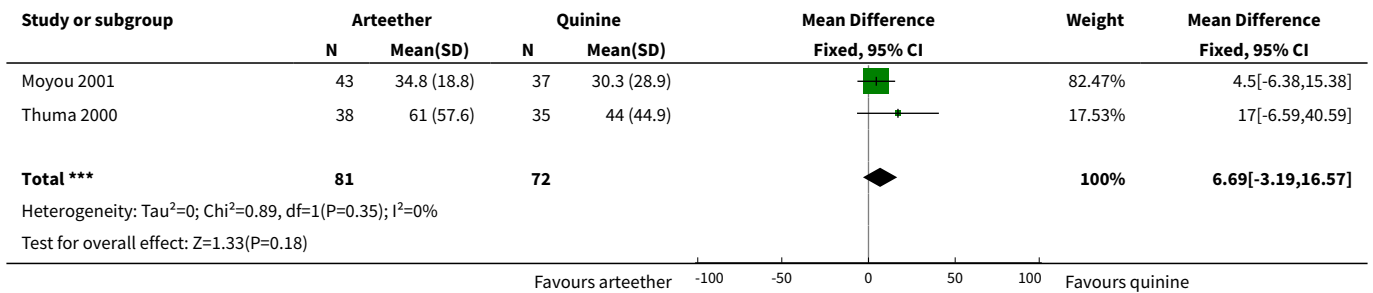 Study or subgroup Arteether Quinine Mean Difference Weight Mean Difference
N Mean(SD) N Mean(SD) Fixed, 95% CI Fixed, 95% CI
Moyou 2001 43 34.8 (18.8) 37 30.3 (28.9) 82.47% 4.5[-6.38,15.38]
Thuma 2000 38 61 (57.6) 35 44 (44.9) 17.53% 17[-6.59,40.59]
Total *** 81 72 100% 6.69[-3.19,16.57]
Heterogeneity: Tau²=0; Chi²=0.89, df=1(P=0.35); I²=0%
Test for overall effect: Z=1.33(P=0.18)
Favours arteether -100 -50 0 50 100 Favours quinine